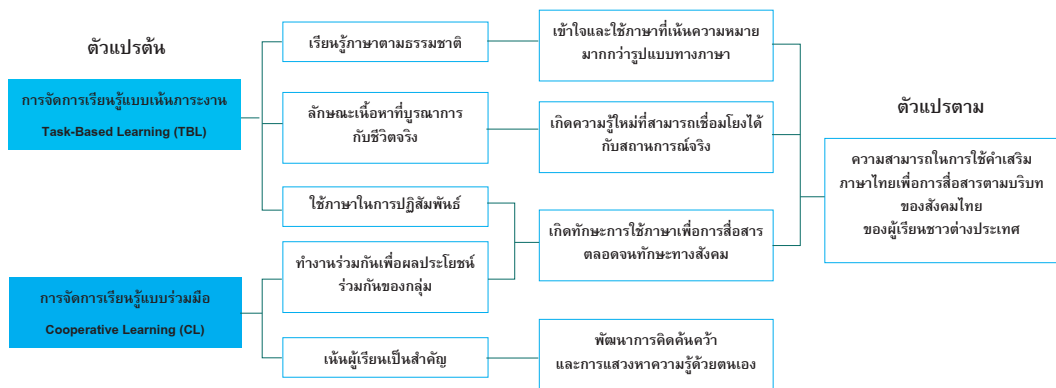 ตัวแปรต้น
การจัดการเรียนรู้แบบเน้นภาระงาน
Task-Based Learning (TBL)
การจัดการเรียนรู้แบบร่วมมือ
Cooperative Learning (CL)
เรียนรู้ภาษาตามธรรมชาติ
ลักษณะเนื้อหาที่บูรณาการ
กับชีวิตจริง
ใช้ภาษาในการปฏิสัมพันธ์
ทำงานร่วมกันเพื่อผลประโยชน์
ร่วมกันของกลุ่ม
เน้นผู้เรียนเป็นสำคัญ
เข้าใจและใช้ภาษาที่เน้นความหมาย
มากกว่ารูปแบบทางภาษา
เกิดความรู้ใหม่ที่สามารถเชื่อมโยงได้
กับสถานการณ์จริง
เกิดทักษะการใช้ภาษาเพื่อการสื่อสาร
ตลอดจนทักษะทางสังคม
พัฒนาการคิดค้นคว้า
และการแสวงหาความรู้ด้วยตนเอง
ตัวแปรตาม
ความสามารถในการใช้คำเสริม
ภาษาไทยเพื่อการสื่อสารตามบริบท
ของสังคมไทย
ของผู้เรียนชาวต่างประเทศ